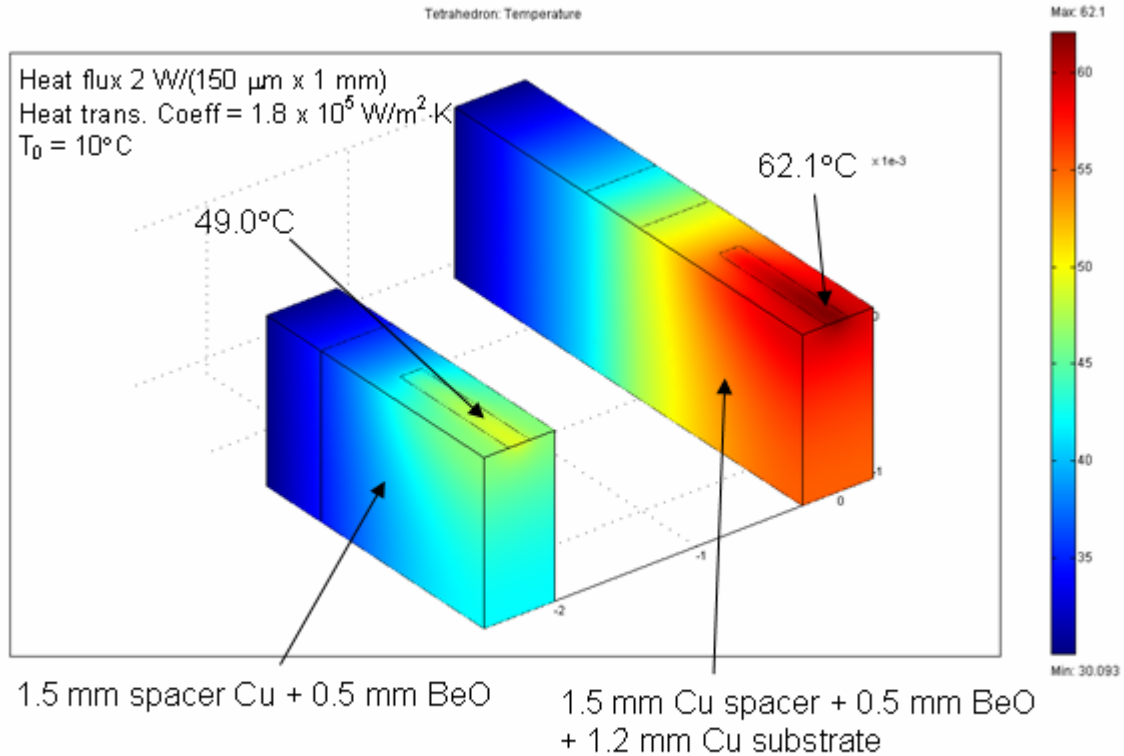 Tetrahedron: Temperature
Max: 62.1
Heat flux 2 W/(150 μm x 1 mm)
Heat trans. Coeff = 1.8 x 10⁵ W/m²·K
T₀ = 10°C
60
62.1°C
x 1e-3
55
49.0°C
50
0
45
-1
0
40
-1
35
-2
Min: 30.093
1.5 mm spacer Cu + 0.5 mm BeO
1.5 mm Cu spacer + 0.5 mm BeO
+ 1.2 mm Cu substrate